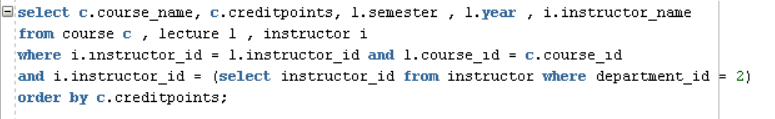 select c.course_name, c.creditpoints, l.semester , l.year , i.instructor_name
from course c , lecture l , instructor i
where i.instructor_id = l.instructor_id and l.course_id = c.course_id
and i.instructor_id = (select instructor_id from instructor where department_id = 2)
order by c.creditpoints;